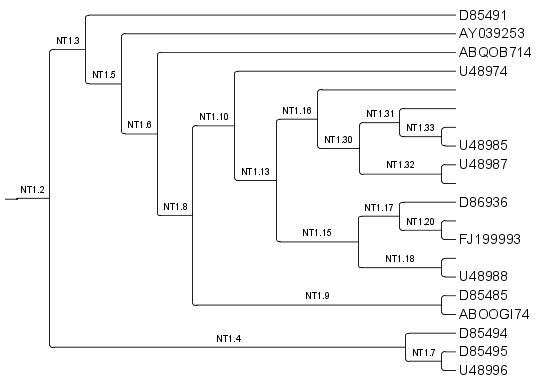 D85491
NT1.3
AY039253
ABQOB714
NT1.5
U48974
NT1.10
NT1.16
NT1.31
NT1.6
NT1.33
NT1.30
U48985
NT1.32
U48987
NT1.13
NT1.2
D86936
NT1.17
NT1.8
NT1.20
NT1.15
FJ199993
NT1.18
U48988
NT1.9
D85485
ABOOGI74
D85494
NT1.4
NT1.7
D85495
U48996